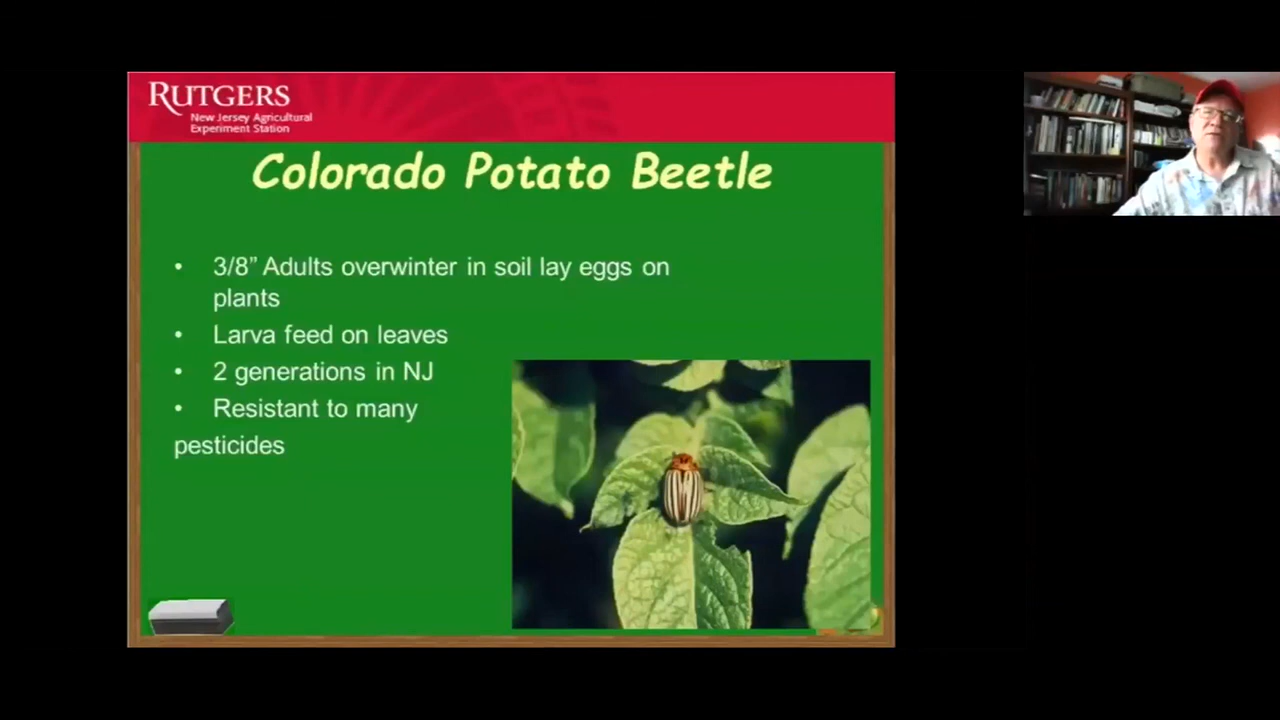 RUTGERS
New Jersey Agricultural
Experiment Station
Colorado Potato Beetle
• 3/8” Adults overwinter in soil lay eggs on
plants
• Larva feed on leaves
• 2 generations in NJ
• Resistant to many
pesticides